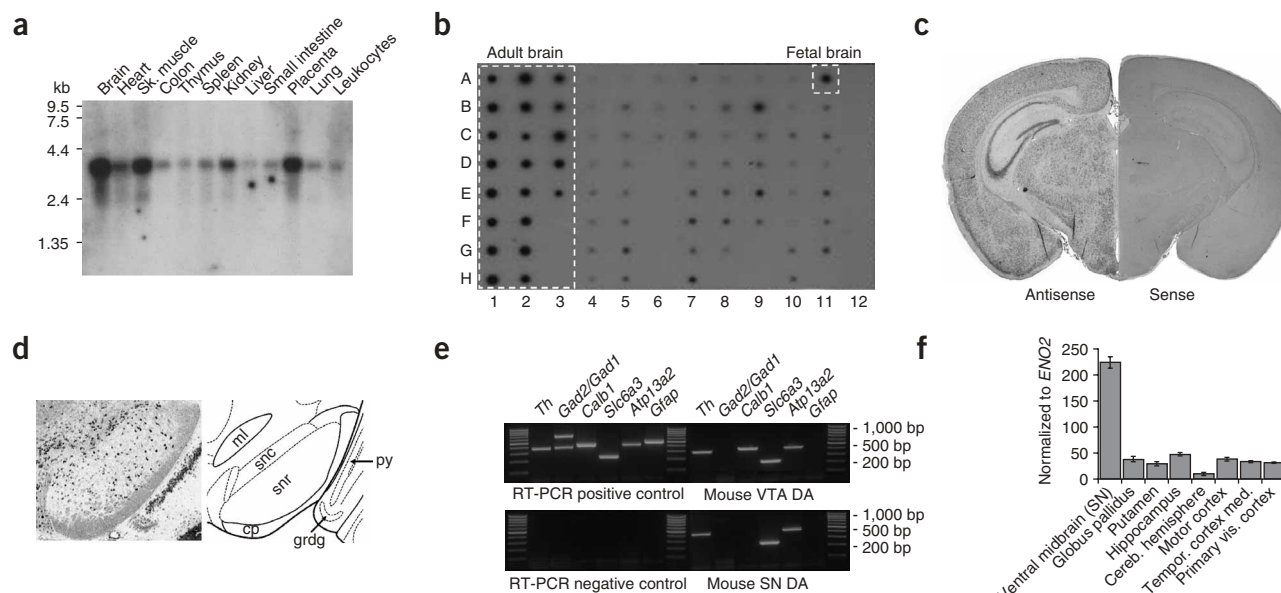 a
kb
Brain
Heart
Sk. muscle
Colon
Thymus
Spleen
Kidney
Liver
Small intestine
Placenta
Lung
Leukocytes
9.5
7.5
4.4
2.4
1.35
b
Adult brain
Fetal brain
A
B
C
D
E
F
G
H
1 2 3 4 5 6 7 8 9 10 11 12
c
Antisense
Sense
d
ml
snc
snr
cp
py
grdg
e
Th
Gad2/Gad1
Calb1
Slc6a3
Atp13a2
Gfap
Th
Gad2/Gad1
Calb1
Slc6a3
Atp13a2
Gfap
- 1,000 bp
- 500 bp
- 200 bp
RT-PCR positive control
Mouse VTA DA
- 1,000 bp
- 500 bp
- 200 bp
RT-PCR negative control
Mouse SN DA
f
Normalized to ENO2
250
200
150
100
50
0
Ventral midbrain (SN)
Globus pallidus
Putamen
Hippocampus
Cereb. hemisphere
Motor cortex
Tempor. cortex med.
Primary vis. cortex